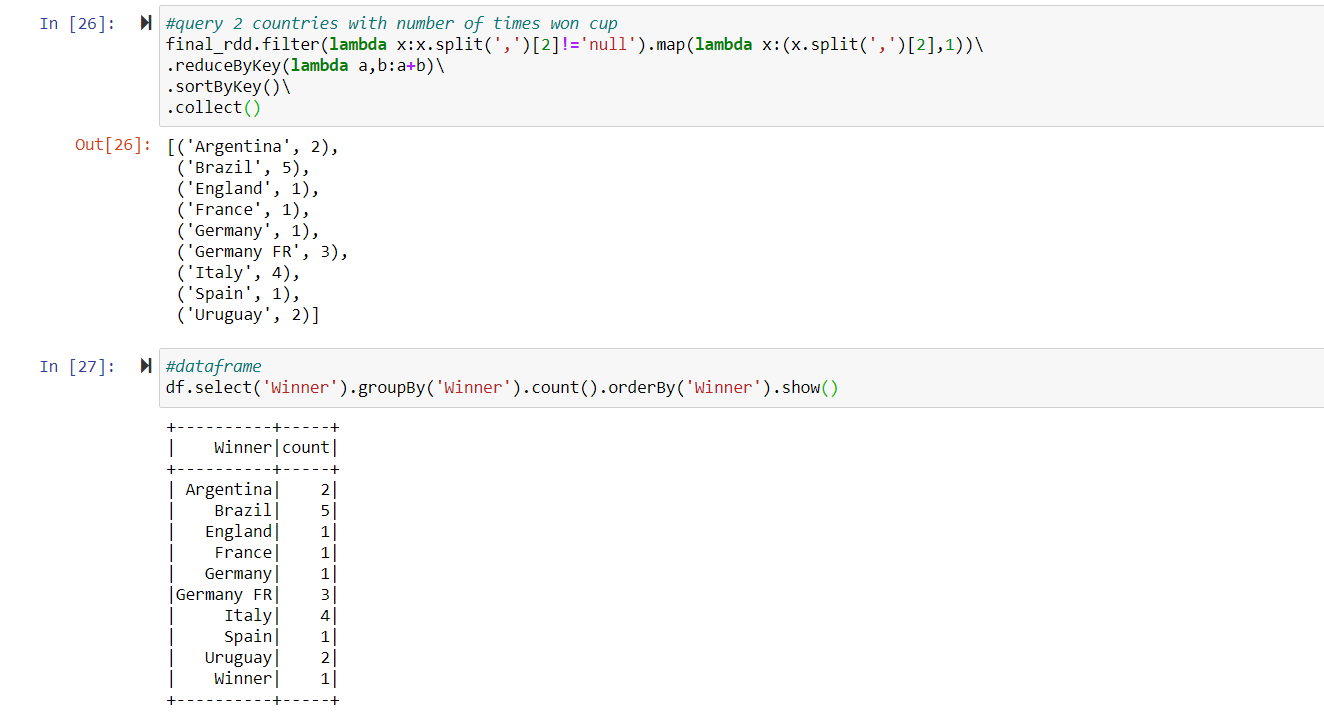 In [26]: #query 2 countries with number of times won cup
final_rdd.filter(lambda x:x.split(',')[2]!='null').map(lambda x:(x.split(',')[2],1))\
.reduceByKey(lambda a,b:a+b)\
.sortByKey()\
.collect()
Out[26]: [('Argentina', 2),
('Brazil', 5),
('England', 1),
('France', 1),
('Germany', 1),
('Germany FR', 3),
('Italy', 4),
('Spain', 1),
('Uruguay', 2)]
In [27]: #dataframe
df.select('Winner').groupBy('Winner').count().orderBy('Winner').show()
+----------+-----+
|    Winner|count|
+----------+-----+
| Argentina|    2|
|    Brazil|    5|
|   England|    1|
|    France|    1|
|   Germany|    1|
|Germany FR|    3|
|     Italy|    4|
|     Spain|    1|
|   Uruguay|    2|
|    Winner|    1|
+----------+-----+